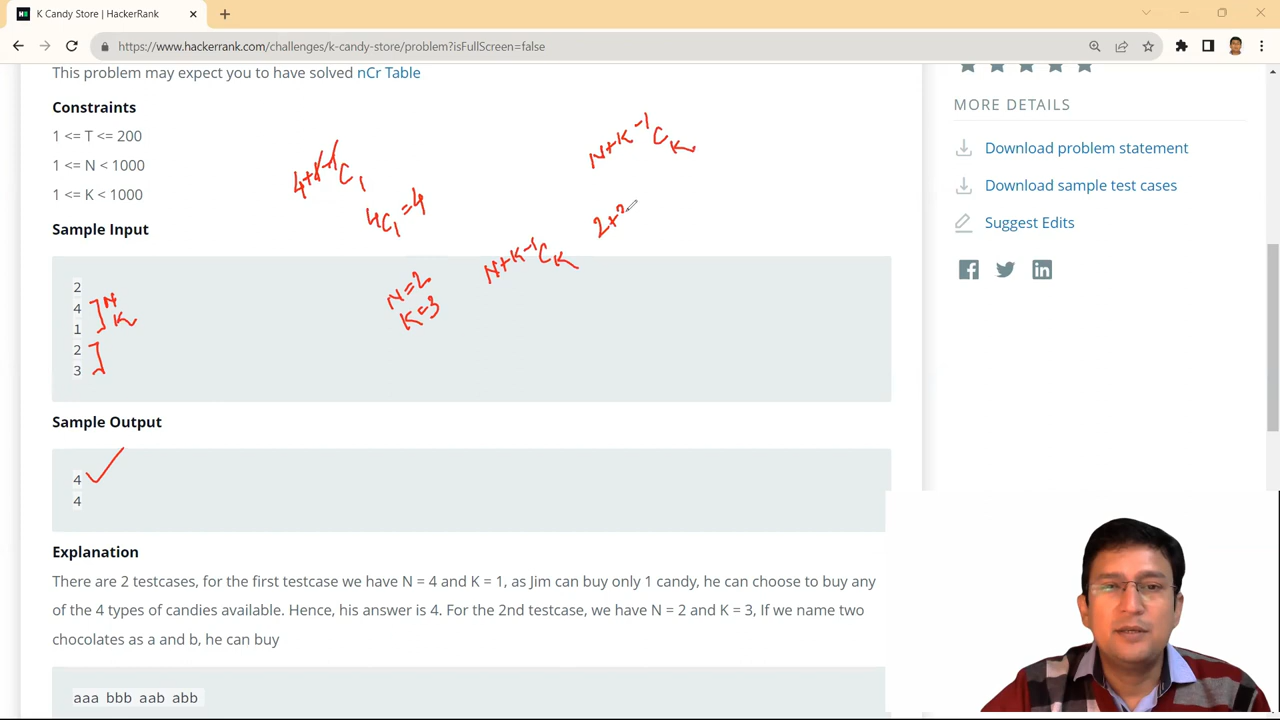 K Candy Store | HackerRank
https://www.hackerrank.com/challenges/k-candy-store/problem?isFullScreen=false
This problem may expect you to have solved nCr Table
Constraints
1 <= T <= 200
1 <= N < 1000
1 <= K < 1000
4+1-1C1
4C1=4
N+K-1CK
2+3
N+K-1CK
N=2
K=3
Sample Input
2
4
1
2
3
N
K
Sample Output
4
4
Explanation
There are 2 testcases, for the first testcase we have N = 4 and K = 1, as Jim can buy only 1 candy, he can choose to buy any
of the 4 types of candies available. Hence, his answer is 4. For the 2nd testcase, we have N = 2 and K = 3, If we name two
chocolates as a and b, he can buy
aaa bbb aab abb
MORE DETAILS
Download problem statement
Download sample test cases
Suggest Edits